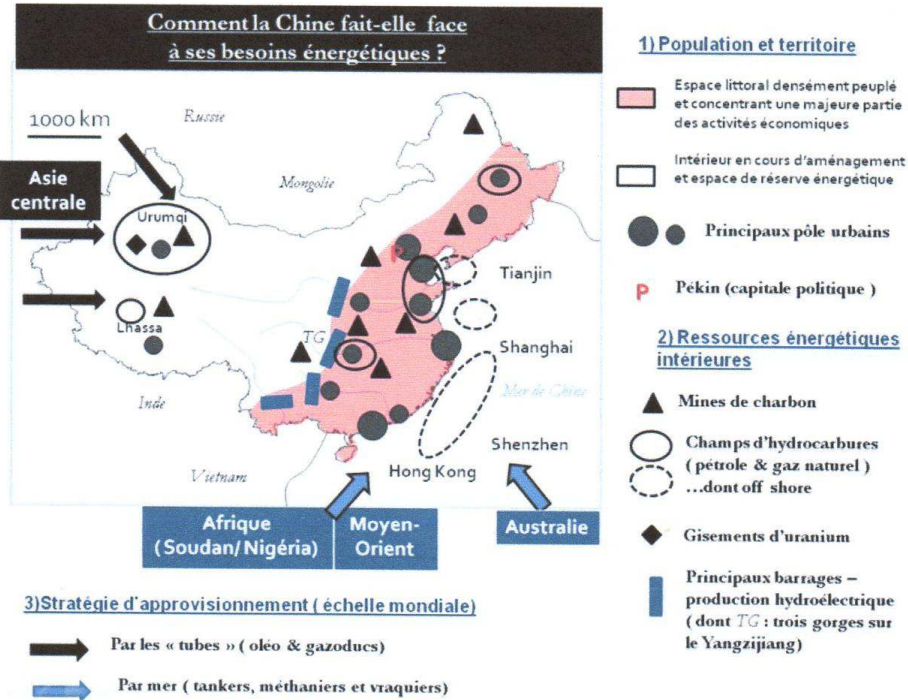 Comment la Chine fait-elle face
à ses besoins énergétiques ?
1000 km
Russie
Mongolie
Asie
centrale
Urumqi
Lhassa
Inde
TG
P
Tianjin
Shanghai
Mer de Chine
Shenzhen
Hong Kong
Vietnam
Afrique
(Soudan/ Nigéria)
Moyen-
Orient
Australie
1) Population et territoire
Espace littoral densément peuplé
et concentrant une majeure partie
des activités économiques
Intérieur en cours d'aménagement
et espace de réserve énergétique
Principaux pôle urbains
P
Pékin (capitale politique )
2) Ressources énergétiques
intérieures
Mines de charbon
Champs d'hydrocarbures
( pétrole & gaz naturel )
...dont off shore
Gisements d'uranium
Principaux barrages –
production hydroélectrique
( dont TG : trois gorges sur
le Yangzijiang)
3)Stratégie d'approvisionnement ( échelle mondiale)
Par les « tubes » ( oléo & gazoducs)
Par mer ( tankers, méthaniers et vraquiers)